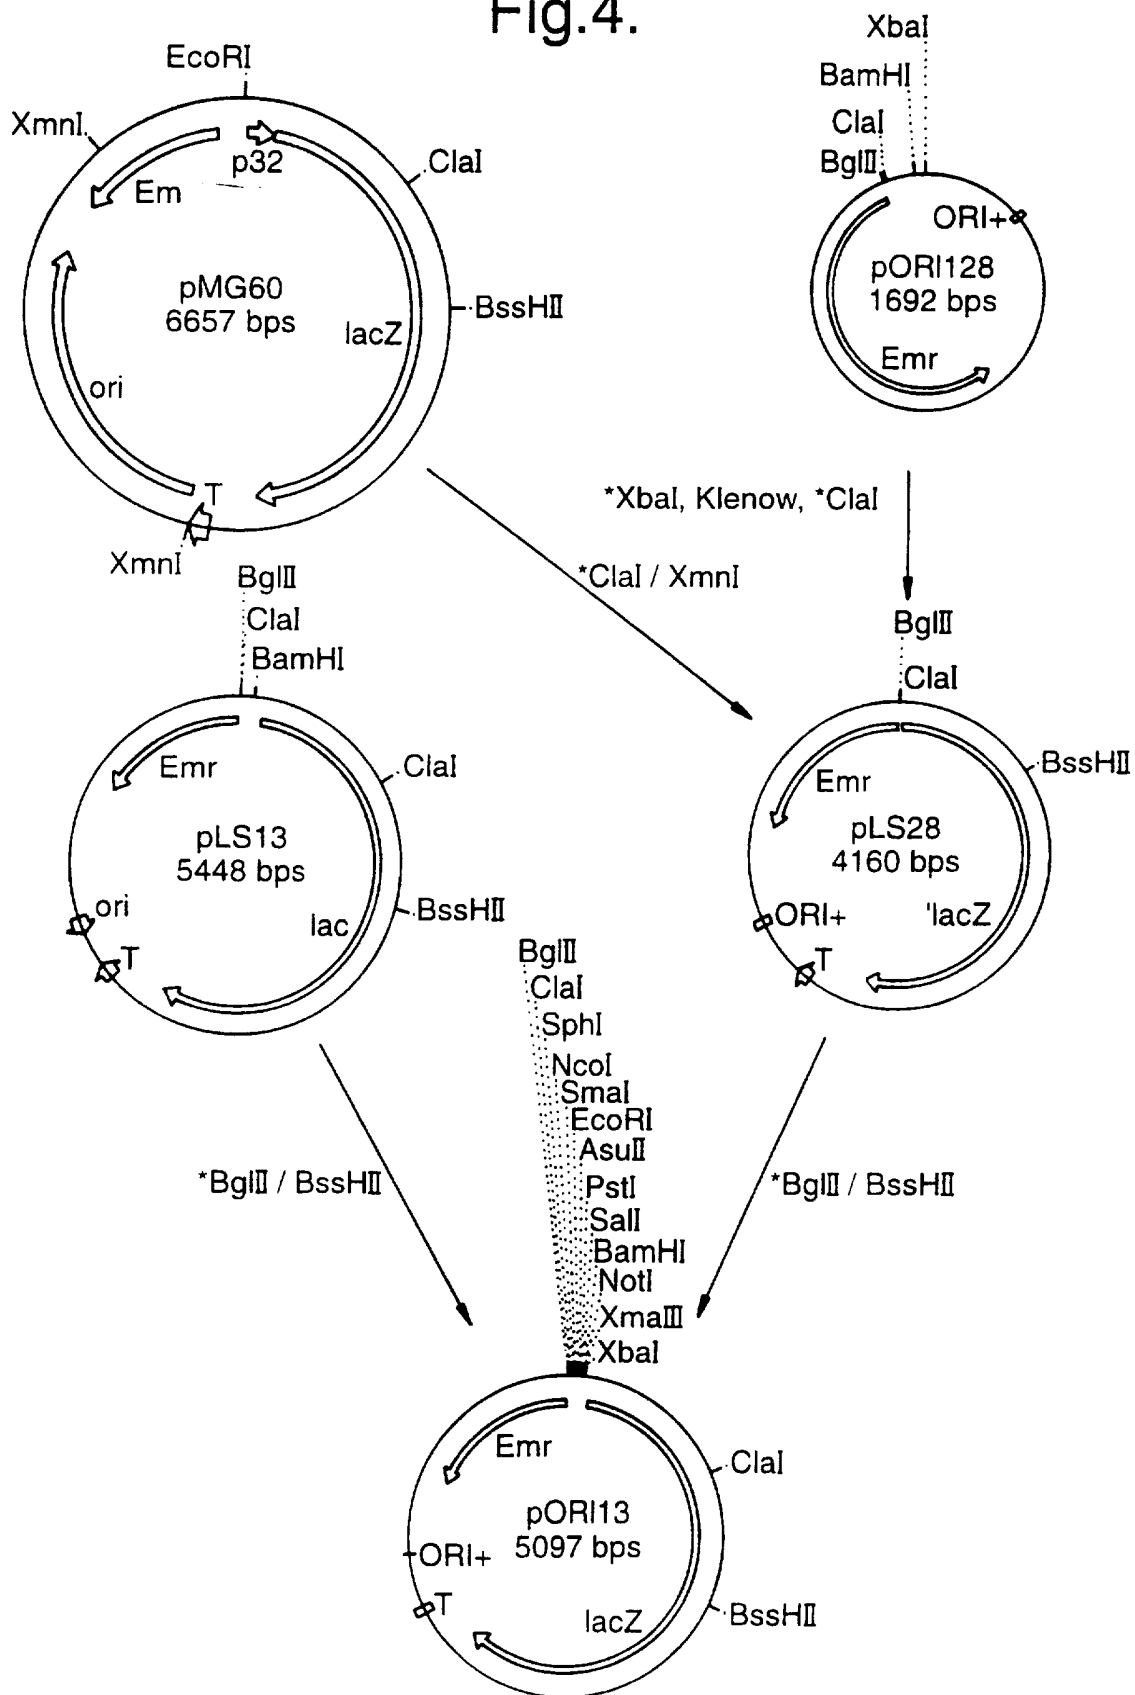 Fig.4.
EcoRI
XmnI
p32
Em
ClaI
pMG60
6657 bps
BssHII
lacZ
ori
T
XmnI
XbaI
BamHI
ClaI
BglII
ORI+
pORI128
1692 bps
Emr
*XbaI, Klenow, *ClaI
*ClaI / XmnI
BglII
ClaI
BamHI
Emr
ClaI
pLS13
5448 bps
ori
T
lac
BssHII
BglII
ClaI
Emr
BssHII
pLS28
4160 bps
ORI+
'lacZ
T
*BglII / BssHII
*BglII / BssHII
BglII
ClaI
SphI
NcoI
SmaI
EcoRI
AsuII
PstI
SalI
BamHI
NotI
XmaIII
XbaI
Emr
ClaI
pORI13
5097 bps
ORI+
T
lacZ
BssHII